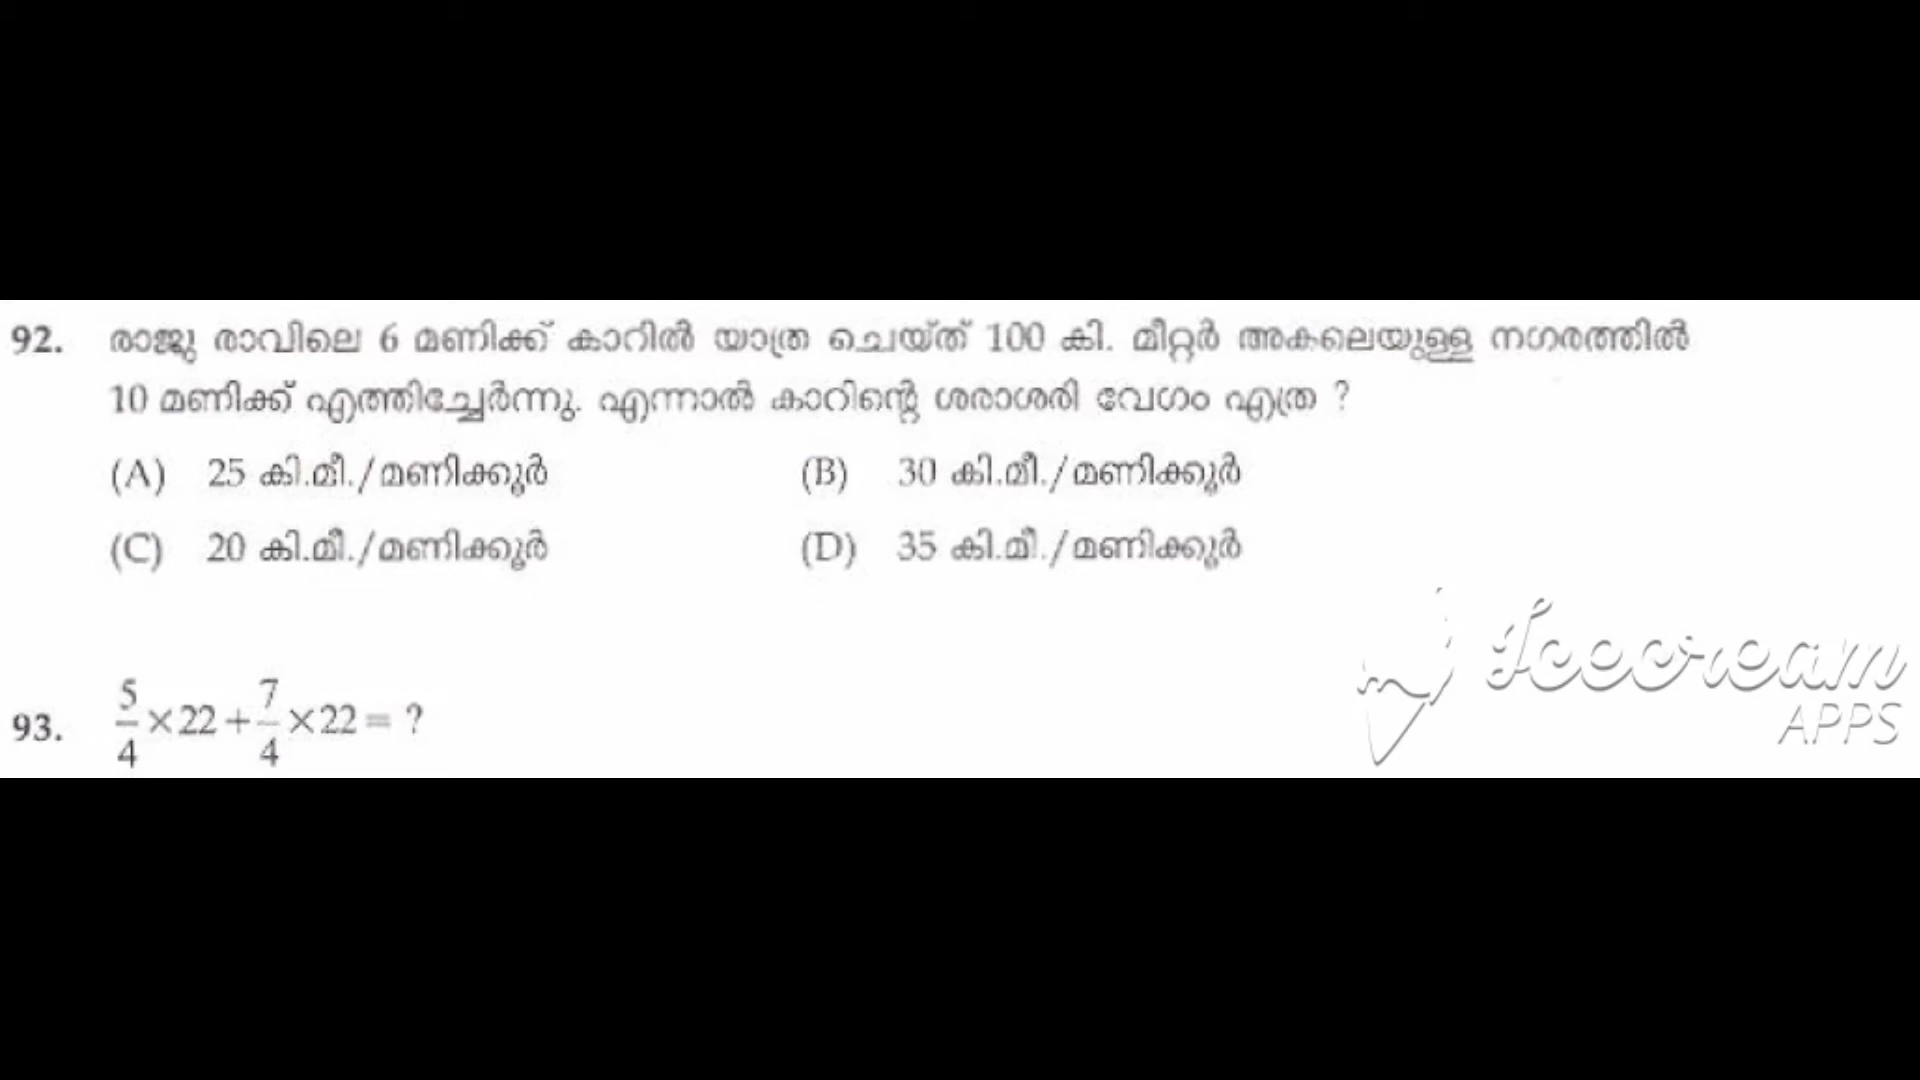 92. രാജു രാവിലെ 6 മണിക്ക് കാറിൽ യാത്ര ചെയ്ത് 100 കി. മീറ്റർ അകലെയുള്ള നഗരത്തിൽ
10 മണിക്ക് എത്തിച്ചേർന്നു. എന്നാൽ കാറിന്റെ ശരാശരി വേഗം എത്ര ?
(A) 25 കി.മീ./മണിക്കൂർ (B) 30 കി.മീ./മണിക്കൂർ
(C) 20 കി.മീ./മണിക്കൂർ (D) 35 കി.മീ./മണിക്കൂർ
93. 5/4 ×22+ 7/4 ×22= ?
Icecream
APPS